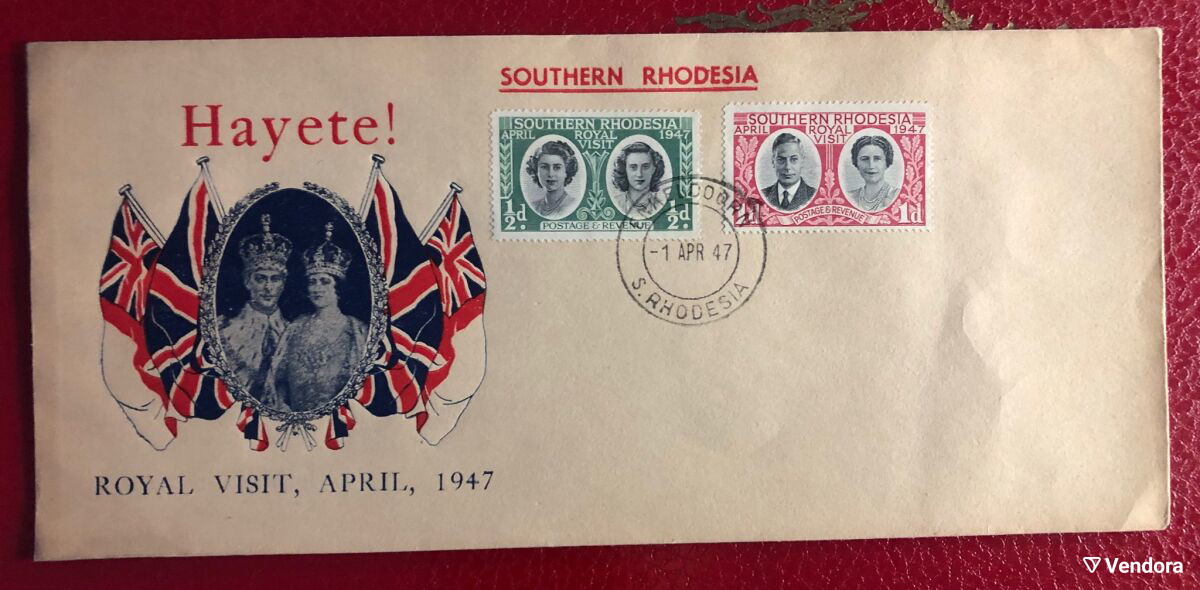 SOUTHERN RHODESIA
Hayete!
SOUTHERN RHODESIA
APRIL ROYAL VISIT 1947
½d. ½d.
POSTAGE & REVENUE
SOUTHERN RHODESIA
APRIL ROYAL VISIT 1947
1d 1d
POSTAGE & REVENUE
-1 APR 47
S. RHODESIA
ROYAL VISIT, APRIL, 1947
Vendora